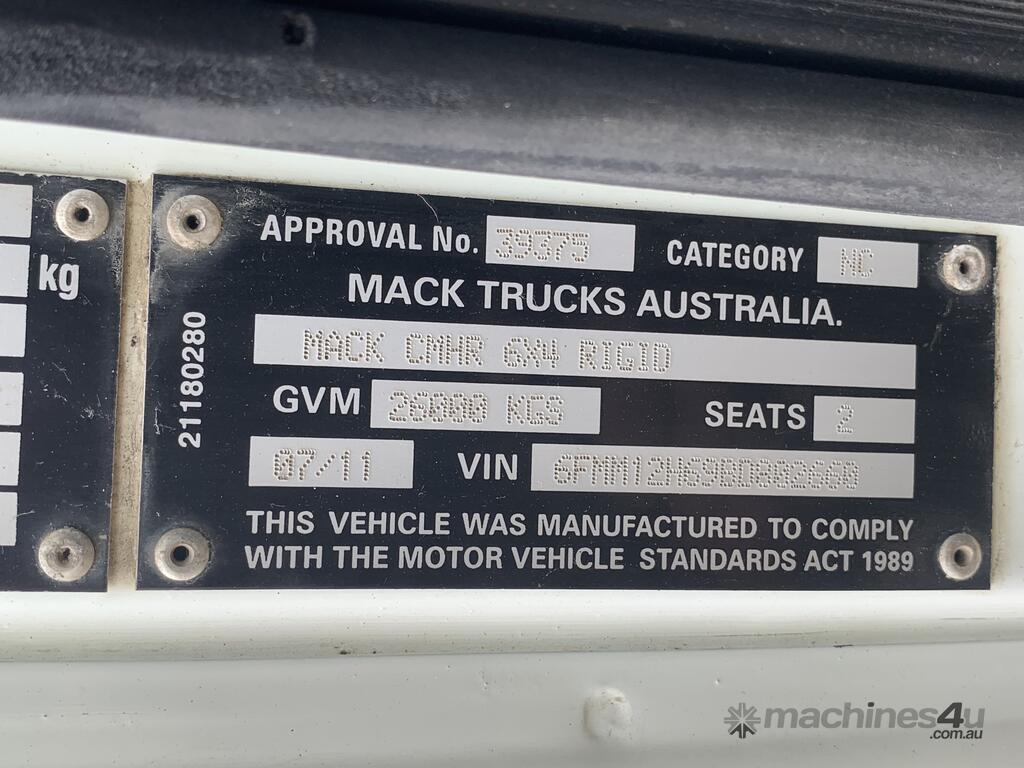 kg
21180280
APPROVAL No. 39375 CATEGORY NC
MACK TRUCKS AUSTRALIA.
MACK CMHR 6X4 RIGID
GVM 26000 KGS SEATS 2
07/11 VIN 6FMM12H69BD802660
THIS VEHICLE WAS MANUFACTURED TO COMPLY
WITH THE MOTOR VEHICLE STANDARDS ACT 1989
machines4u
.com.au